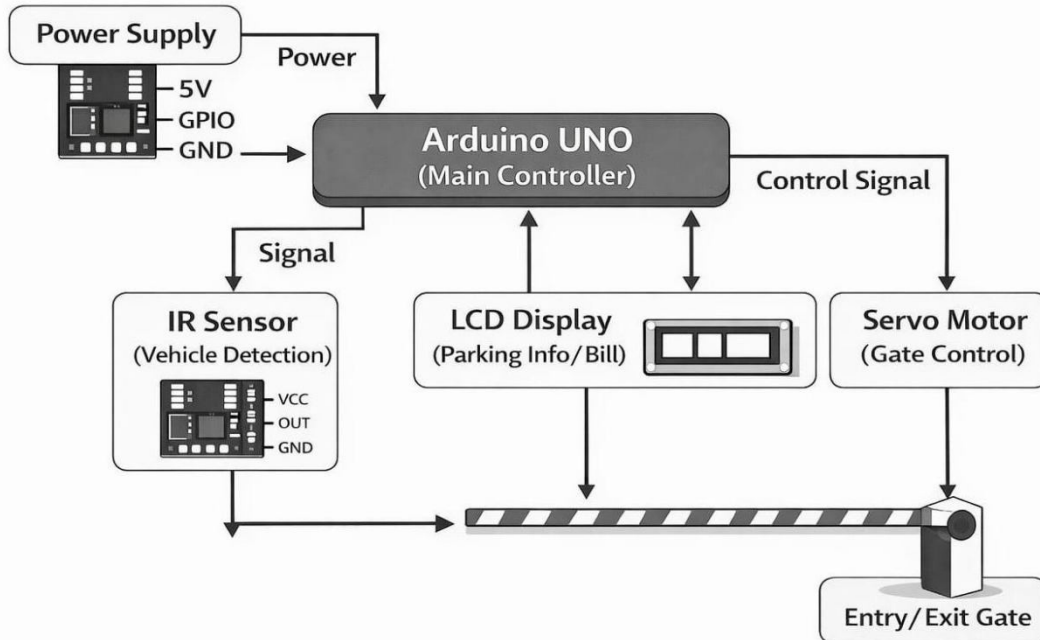 Power Supply
Power
5V
GPIO
GND
Arduino UNO
(Main Controller)
Control Signal
Signal
IR Sensor
(Vehicle Detection)
VCC
OUT
GND
LCD Display
(Parking Info/Bill)
Servo Motor
(Gate Control)
Entry/Exit Gate